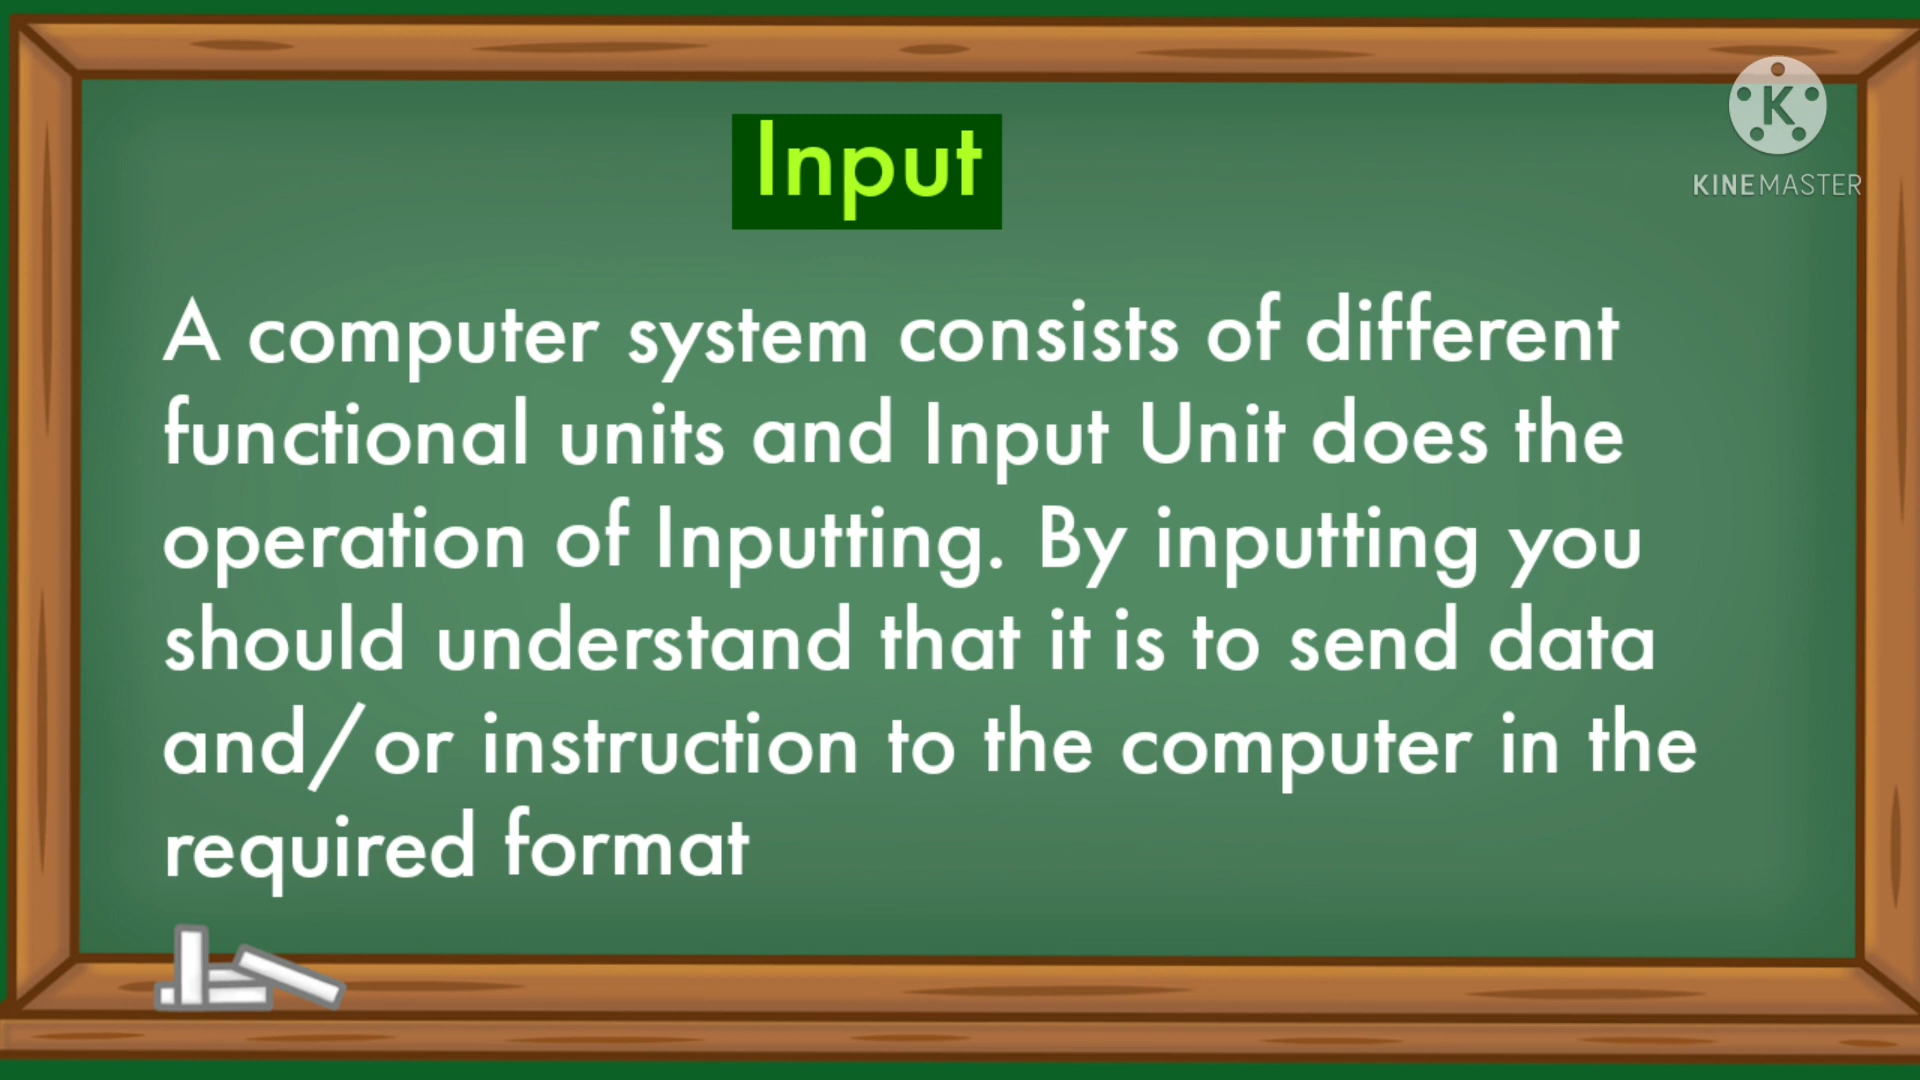 Input
K
KINEMASTER
A computer system consists of different
functional units and Input Unit does the
operation of Inputting. By inputting you
should understand that it is to send data
and/or instruction to the computer in the
required format